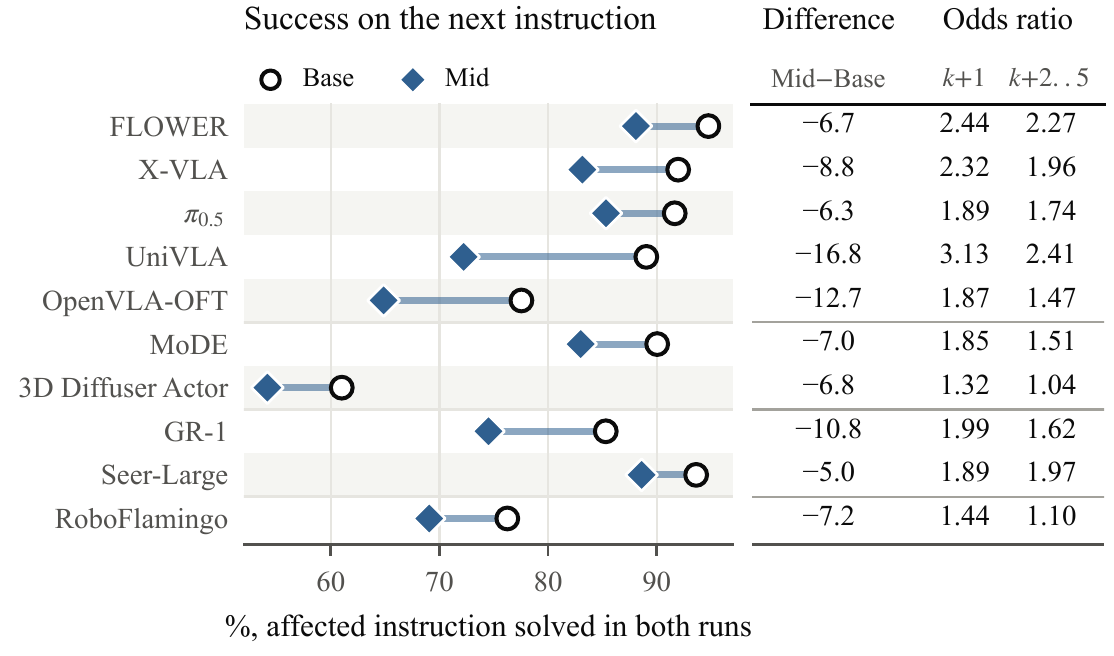 Success on the next instruction Difference Odds ratio
Base Mid Mid−Base k+1 k+2. . 5
FLOWER −6.7 2.44 2.27
X-VLA −8.8 2.32 1.96
π0.5 −6.3 1.89 1.74
UniVLA −16.8 3.13 2.41
OpenVLA-OFT −12.7 1.87 1.47
MoDE −7.0 1.85 1.51
3D Diffuser Actor −6.8 1.32 1.04
GR-1 −10.8 1.99 1.62
Seer-Large −5.0 1.89 1.97
RoboFlamingo −7.2 1.44 1.10
60 70 80 90
%, affected instruction solved in both runs